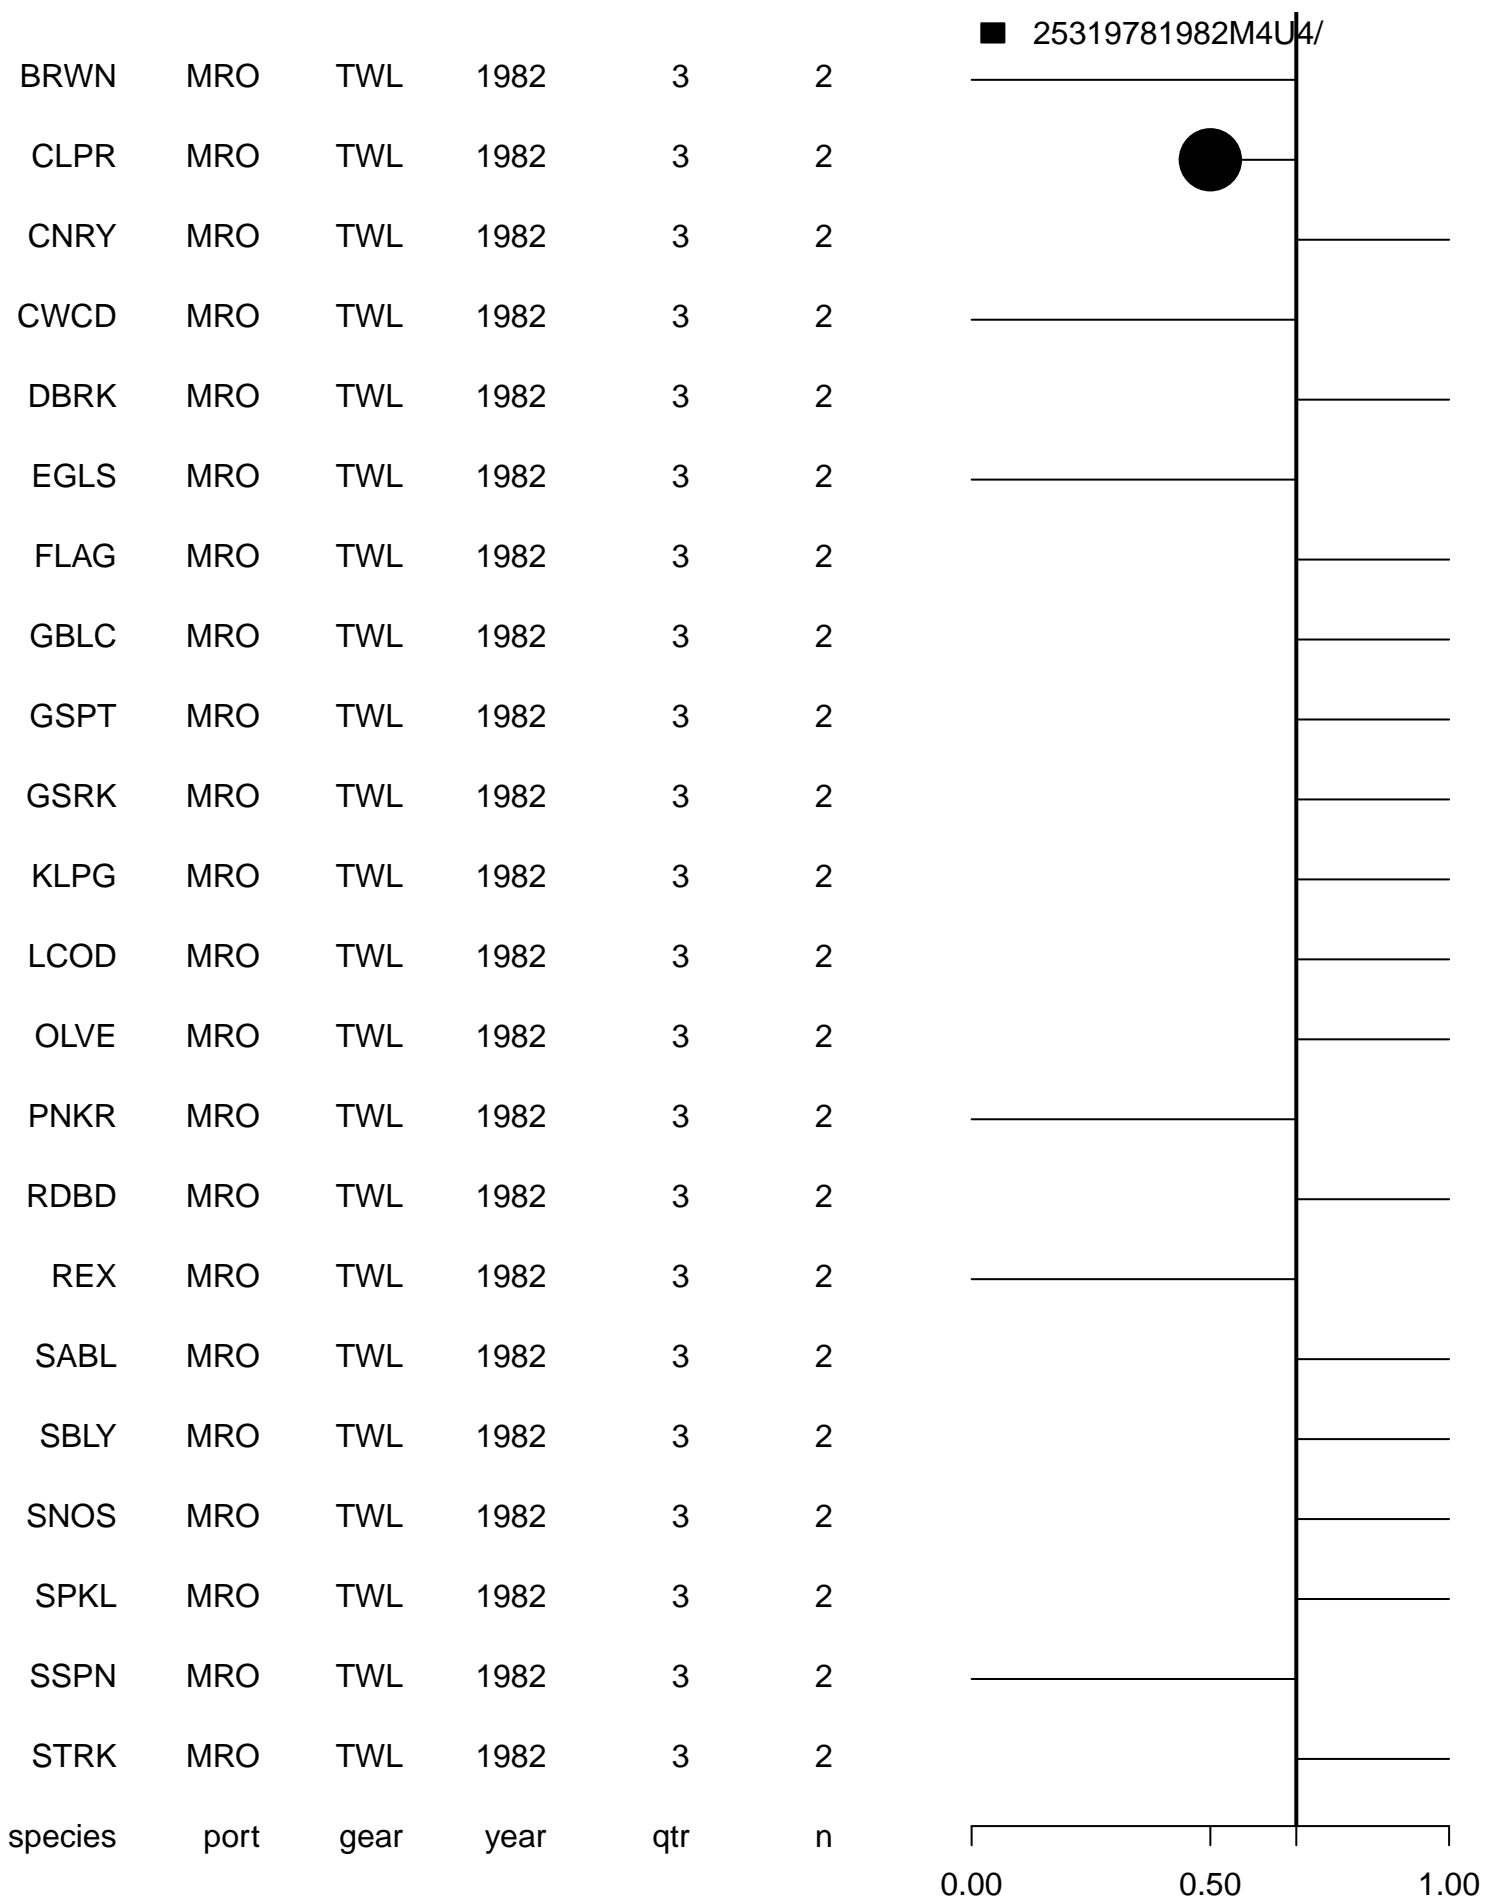 25319781982M4U4/
BRWN MRO TWL 1982 3 2
CLPR MRO TWL 1982 3 2
CNRY MRO TWL 1982 3 2
CWCD MRO TWL 1982 3 2
DBRK MRO TWL 1982 3 2
EGLS MRO TWL 1982 3 2
FLAG MRO TWL 1982 3 2
GBLC MRO TWL 1982 3 2
GSPT MRO TWL 1982 3 2
GSRK MRO TWL 1982 3 2
KLPG MRO TWL 1982 3 2
LCOD MRO TWL 1982 3 2
OLVE MRO TWL 1982 3 2
PNKR MRO TWL 1982 3 2
RDBD MRO TWL 1982 3 2
REX MRO TWL 1982 3 2
SABL MRO TWL 1982 3 2
SBLY MRO TWL 1982 3 2
SNOS MRO TWL 1982 3 2
SPKL MRO TWL 1982 3 2
SSPN MRO TWL 1982 3 2
STRK MRO TWL 1982 3 2
species port gear year qtr n
0.00 0.50 1.00